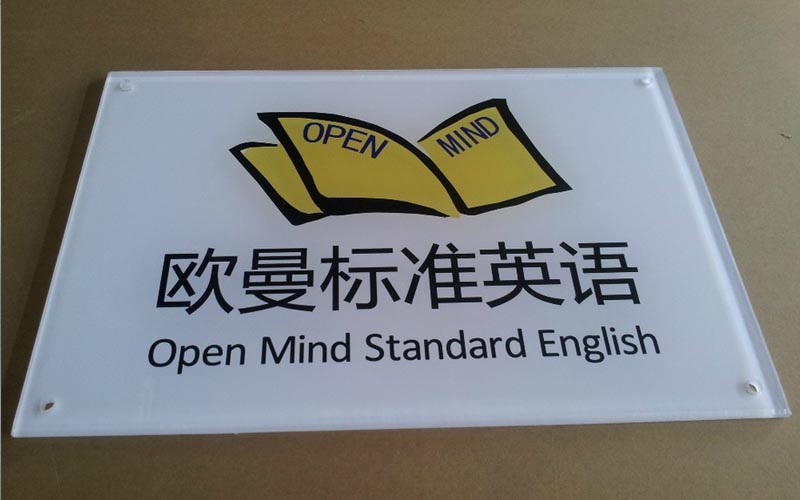 OPEN MIND
欧曼标准英语
Open Mind Standard English